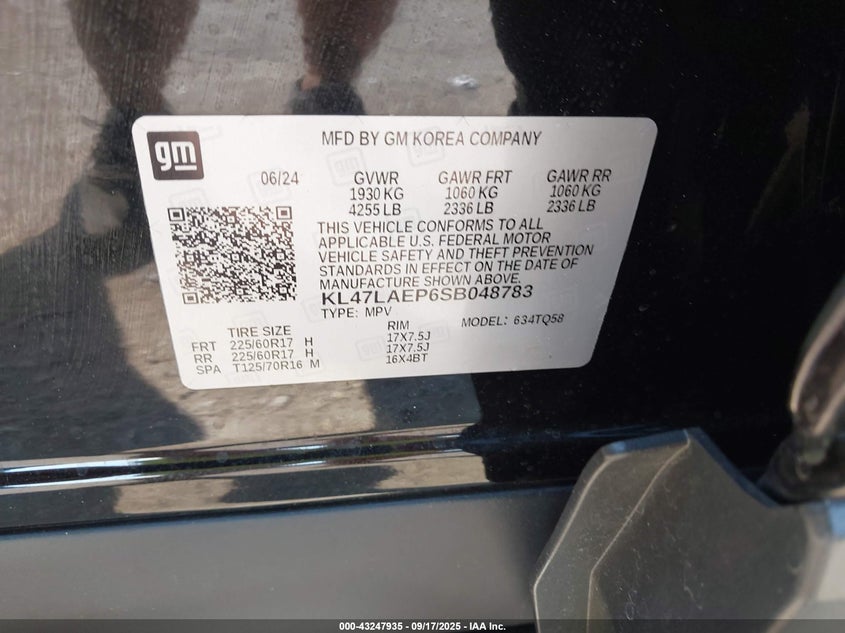 gm
MFD BY GM KOREA COMPANY
06/24 GVWR GAWR FRT GAWR RR
1930 KG 1060 KG 1060 KG
4255 LB 2336 LB 2336 LB
THIS VEHICLE CONFORMS TO ALL
APPLICABLE U.S. FEDERAL MOTOR
VEHICLE SAFETY AND THEFT PREVENTION
STANDARDS IN EFFECT ON THE DATE OF
MANUFACTURE SHOWN ABOVE.
KL47LAEP6SB048783
TYPE: MPV MODEL: 634TQ58
TIRE SIZE RIM
FRT 225/60R17 H 17X7.5J
RR 225/60R17 H 17X7.5J
SPA T125/70R16 M 16X4BT
000-43247935 - 09/17/2025 - IAA Inc.